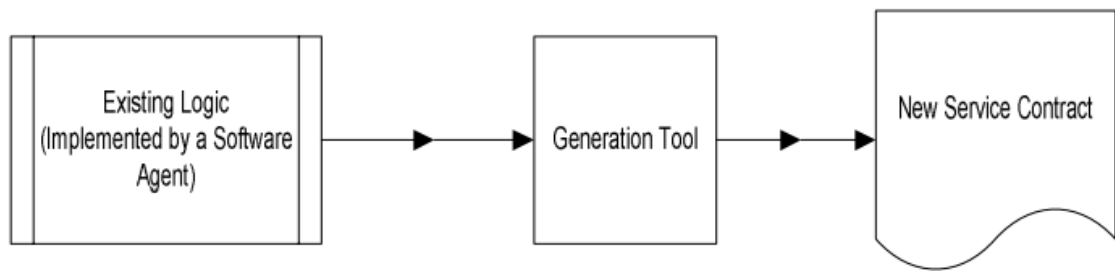 Existing Logic
(Implemented by a Software
Agent)
Generation Tool
New Service Contract